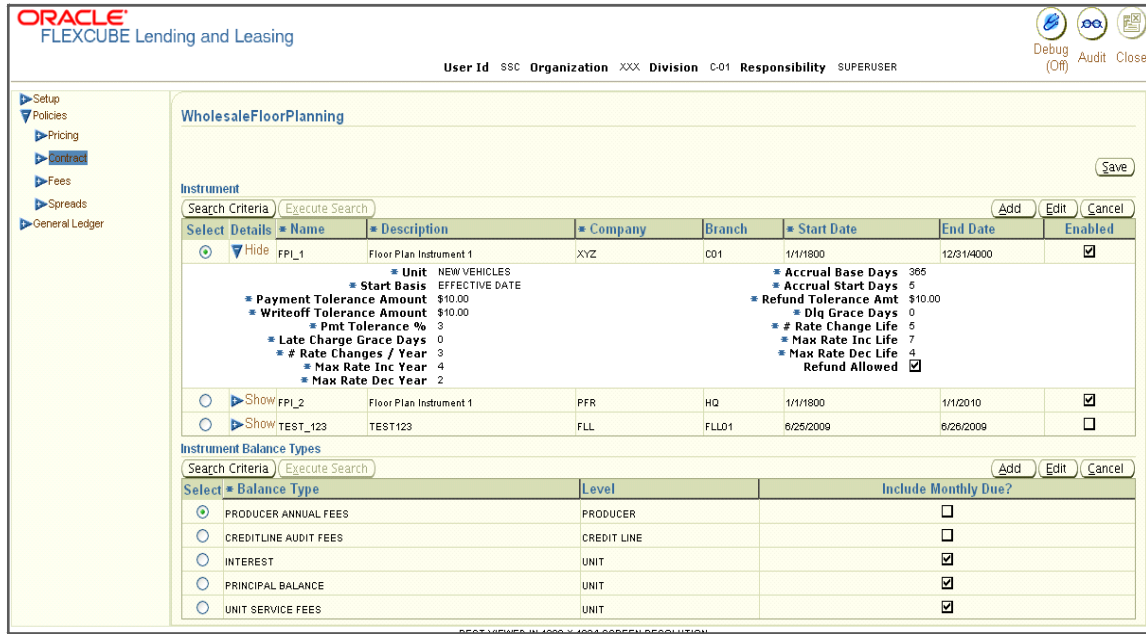 ORACLE
FLEXCUBE Lending and Leasing
Debug (Off) Audit Close
User Id SSC Organization XXX Division C-01 Responsibility SUPERUSER
Setup
Policies
Pricing
Contract
Fees
Spreads
General Ledger
WholesaleFloorPlanning
Save
Instrument
Search Criteria Execute Search Add Edit Cancel
Select Details * Name * Description * Company Branch * Start Date End Date Enabled
Hide FPI_1 Floor Plan Instrument 1 XYZ C01 1/1/1800 12/31/4000
* Unit NEW VEHICLES * Accrual Base Days 365
* Start Basis EFFECTIVE DATE * Accrual Start Days 5
* Payment Tolerance Amount $10.00 * Refund Tolerance Amt $10.00
* Writeoff Tolerance Amount $10.00 * Dlq Grace Days 0
* Pmt Tolerance % 3 * # Rate Change Life 5
* Late Charge Grace Days 0 * Max Rate Inc Life 7
* # Rate Changes / Year 3 * Max Rate Dec Life 4
* Max Rate Inc Year 4 Refund Allowed
* Max Rate Dec Year 2
Show FPI_2 Floor Plan Instrument 1 PFR HQ 1/1/1800 1/1/2010
Show TEST_123 TEST123 FLL FLL01 6/25/2009 6/26/2009
Instrument Balance Types
Search Criteria Execute Search Add Edit Cancel
Select * Balance Type Level Include Monthly Due?
PRODUCER ANNUAL FEES PRODUCER
CREDITLINE AUDIT FEES CREDIT LINE
INTEREST UNIT
PRINCIPAL BALANCE UNIT
UNIT SERVICE FEES UNIT